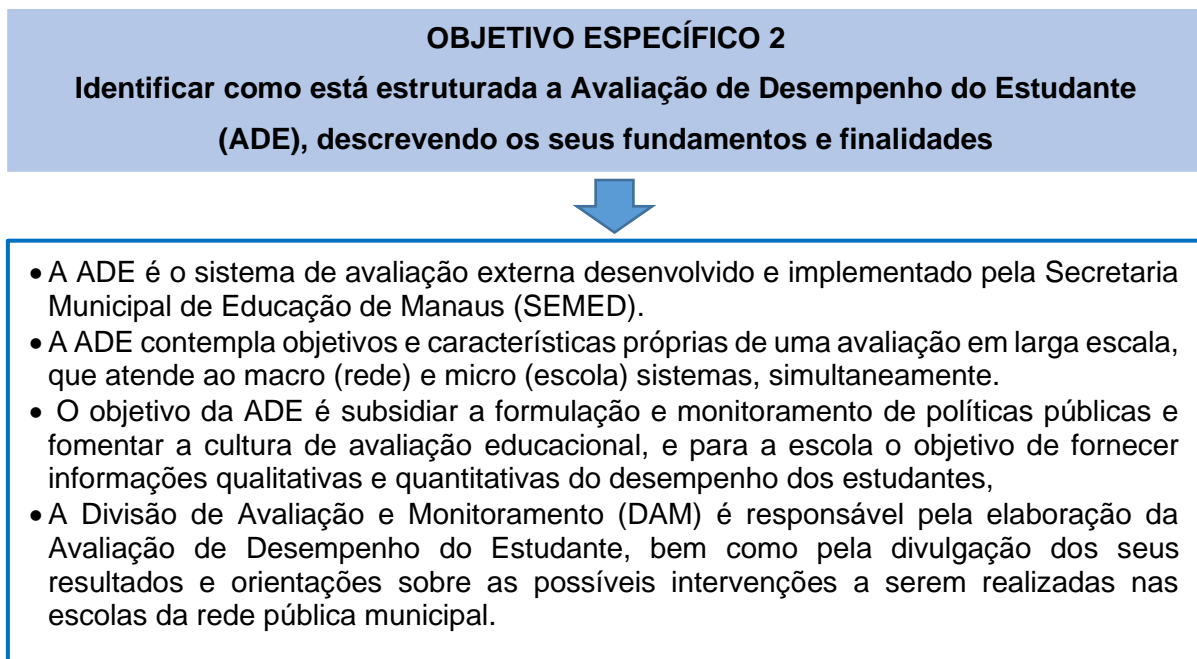 OBJETIVO ESPECÍFICO 2
Identificar como está estruturada a Avaliação de Desempenho do Estudante
(ADE), descrevendo os seus fundamentos e finalidades
• A ADE é o sistema de avaliação externa desenvolvido e implementado pela Secretaria
Municipal de Educação de Manaus (SEMED).
• A ADE contempla objetivos e características próprias de uma avaliação em larga escala,
que atende ao macro (rede) e micro (escola) sistemas, simultaneamente.
• O objetivo da ADE é subsidiar a formulação e monitoramento de políticas públicas e
fomentar a cultura de avaliação educacional, e para a escola o objetivo de fornecer
informações qualitativas e quantitativas do desempenho dos estudantes,
• A Divisão de Avaliação e Monitoramento (DAM) é responsável pela elaboração da
Avaliação de Desempenho do Estudante, bem como pela divulgação dos seus
resultados e orientações sobre as possíveis intervenções a serem realizadas nas
escolas da rede pública municipal.